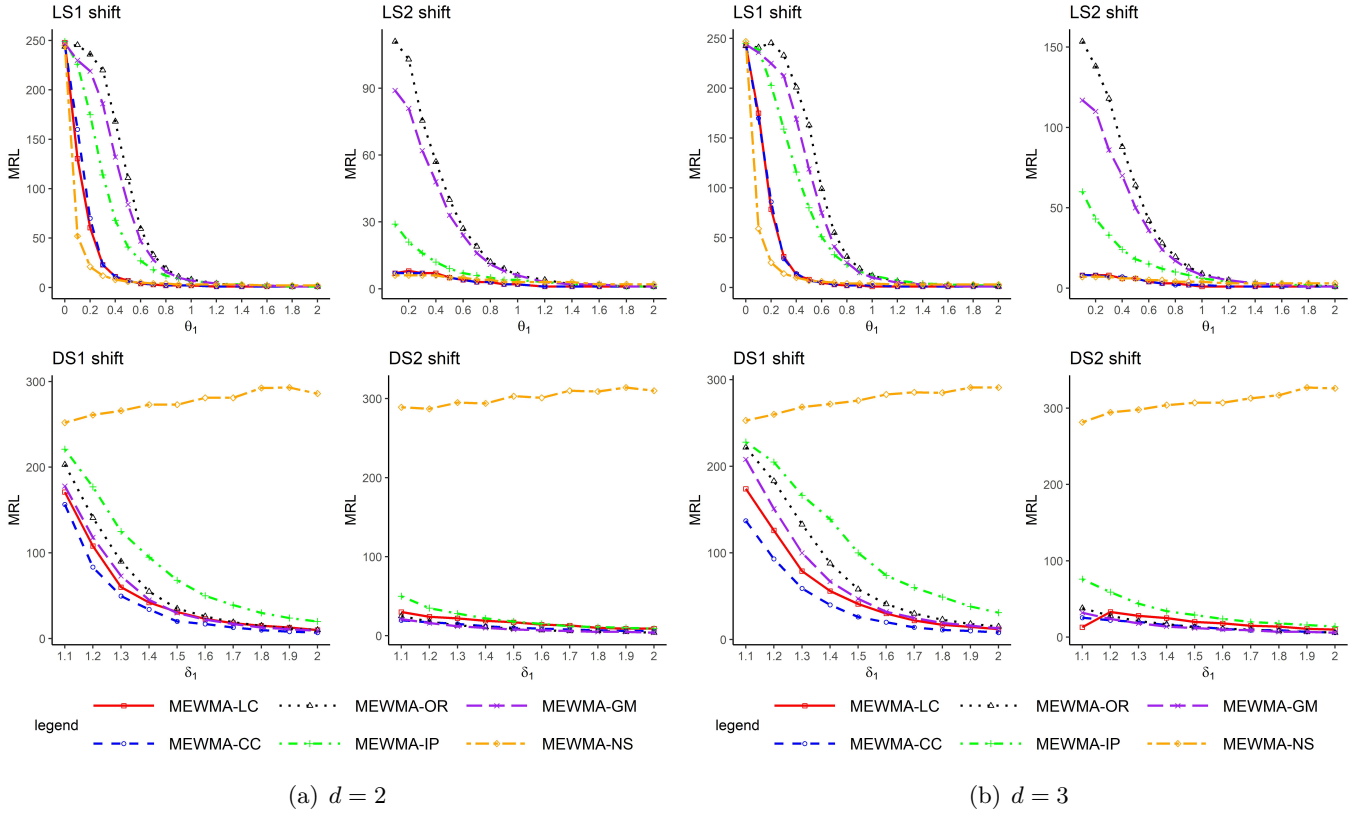 LS1 shift
MRL
250
200
150
100
50
0
0 0.2 0.4 0.6 0.8 1 1.2 1.4 1.6 1.8 2
θ1
LS2 shift
MRL
90
60
30
0
0.2 0.4 0.6 0.8 1 1.2 1.4 1.6 1.8 2
θ1
DS1 shift
MRL
300
200
100
0
1.1 1.2 1.3 1.4 1.5 1.6 1.7 1.8 1.9 2
δ1
DS2 shift
MRL
300
200
100
0
1.1 1.2 1.3 1.4 1.5 1.6 1.7 1.8 1.9 2
δ1
legend
MEWMA-LC MEWMA-OR MEWMA-GM
MEWMA-CC MEWMA-IP MEWMA-NS
(a) d = 2
LS1 shift
MRL
250
200
150
100
50
0
0 0.2 0.4 0.6 0.8 1 1.2 1.4 1.6 1.8 2
θ1
LS2 shift
MRL
150
100
50
0
0.2 0.4 0.6 0.8 1 1.2 1.4 1.6 1.8 2
θ1
DS1 shift
MRL
300
200
100
0
1.1 1.2 1.3 1.4 1.5 1.6 1.7 1.8 1.9 2
δ1
DS2 shift
MRL
300
200
100
0
1.1 1.2 1.3 1.4 1.5 1.6 1.7 1.8 1.9 2
δ1
legend
MEWMA-LC MEWMA-OR MEWMA-GM
MEWMA-CC MEWMA-IP MEWMA-NS
(b) d = 3